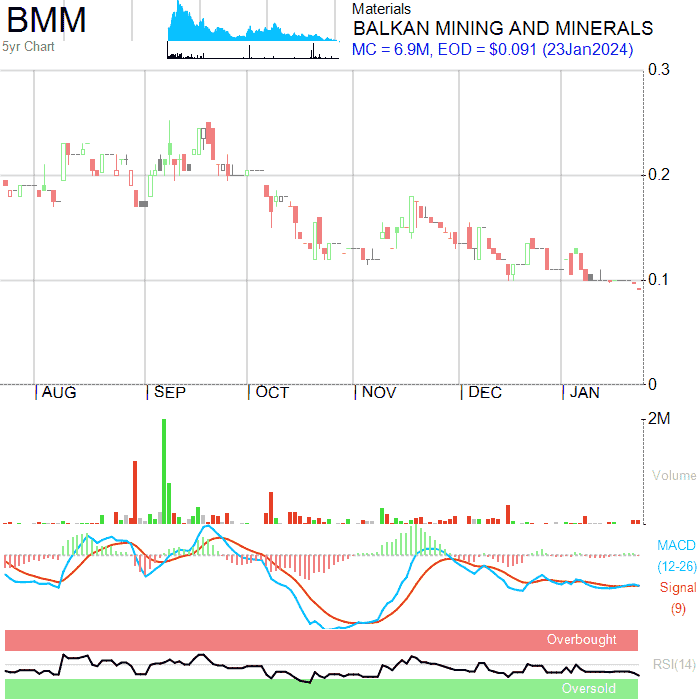 BMM
5yr Chart
Materials
BALKAN MINING AND MINERALS
MC = 6.9M, EOD = $0.091 (23Jan2024)
0.3
0.2
0.1
0
AUG SEP OCT NOV DEC JAN
2M
Volume
MACD
(12-26)
Signal
(9)
Overbought
RSI(14)
Oversold